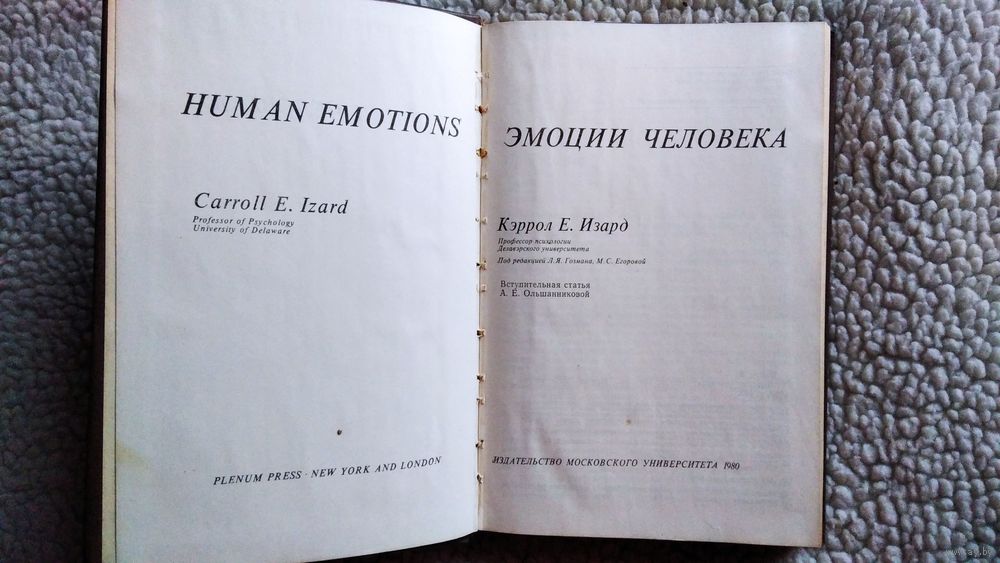 HUMAN EMOTIONS
Carroll E. Izard
Professor of Psychology
University of Delaware
PLENUM PRESS · NEW YORK AND LONDON
ЭМОЦИИ ЧЕЛОВЕКА
Кэррол Е. Изард
Профессор психологии
Делавэрского университета
Под редакцией Л.Я. Гозмана, М.С. Егоровой
Вступительная статья
А. Е. Ольшанниковой
ИЗДАТЕЛЬСТВО МОСКОВСКОГО УНИВЕРСИТЕТА 1980